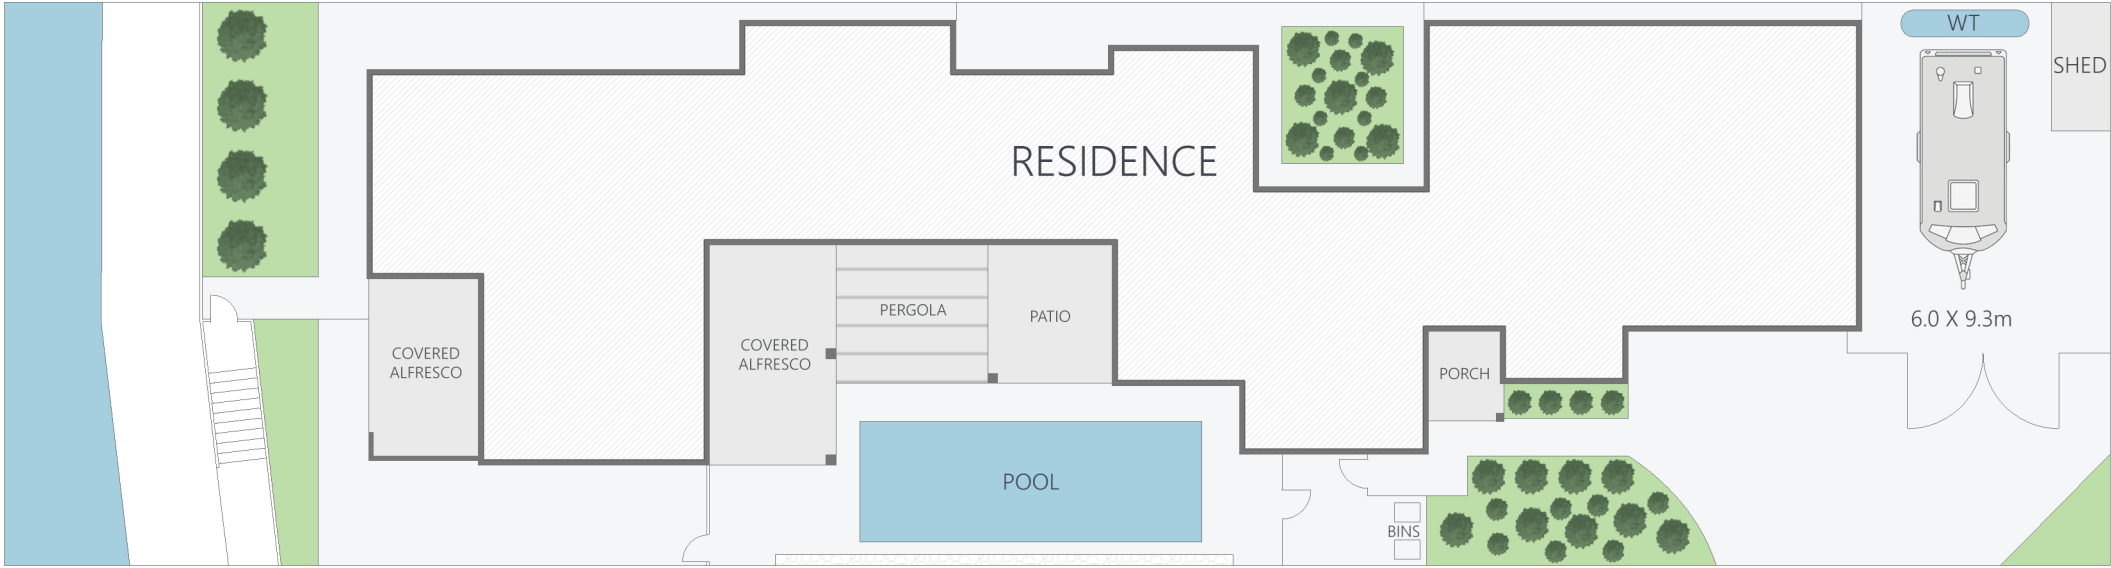 WT
SHED
RESIDENCE
PERGOLA
PATIO
6.0 X 9.3m
COVERED
ALFRESCO
COVERED
ALFRESCO
PORCH
POOL
BINS